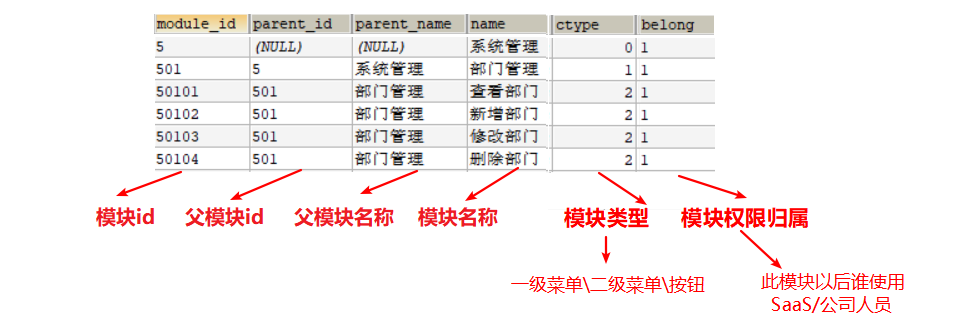 module_id parent_id parent_name name ctype belong
5 (NULL) (NULL) 系统管理 0 1
501 5 系统管理 部门管理 1 1
50101 501 部门管理 查看部门 2 1
50102 501 部门管理 新增部门 2 1
50103 501 部门管理 修改部门 2 1
50104 501 部门管理 删除部门 2 1
模块id 父模块id 父模块名称 模块名称 模块类型 模块权限归属
一级菜单\二级菜单\按钮
此模块以后谁使用
SaaS/公司人员